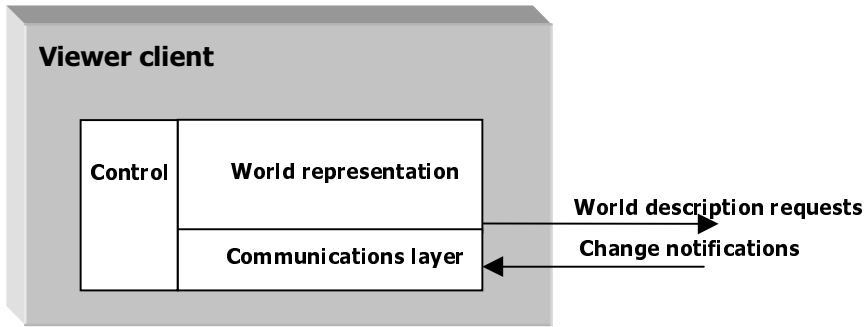 Viewer client
Control
World representation
Communications layer
World description requests
Change notifications